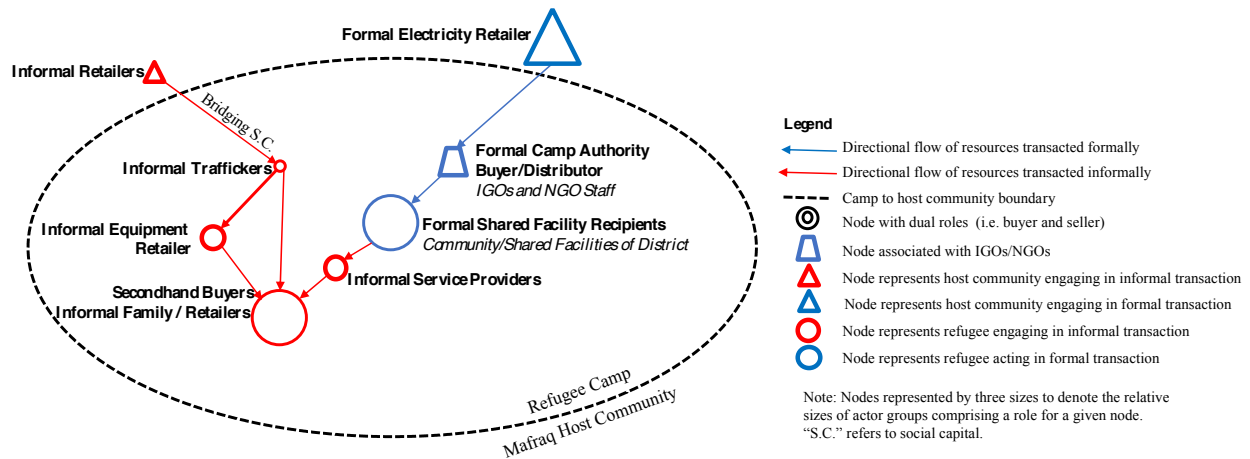 Formal Electricity Retailer
Informal Retailers
Bridging S.C.
Informal Traffickers
Formal Camp Authority
Buyer/Distributor
IGOs and NGO Staff
Informal Equipment
Retailer
Formal Shared Facility Recipients
Community/Shared Facilities of District
Informal Service Providers
Secondhand Buyers
Informal Family / Retailers
Refugee Camp
Mafraq Host Community
Legend
Directional flow of resources transacted formally
Directional flow of resources transacted informally
Camp to host community boundary
Node with dual roles (i.e. buyer and seller)
Node associated with IGOs/NGOs
Node represents host community engaging in informal transaction
Node represents host community engaging in formal transaction
Node represents refugee engaging in informal transaction
Node represents refugee acting in formal transaction
Note: Nodes represented by three sizes to denote the relative
sizes of actor groups comprising a role for a given node.
“S.C.” refers to social capital.